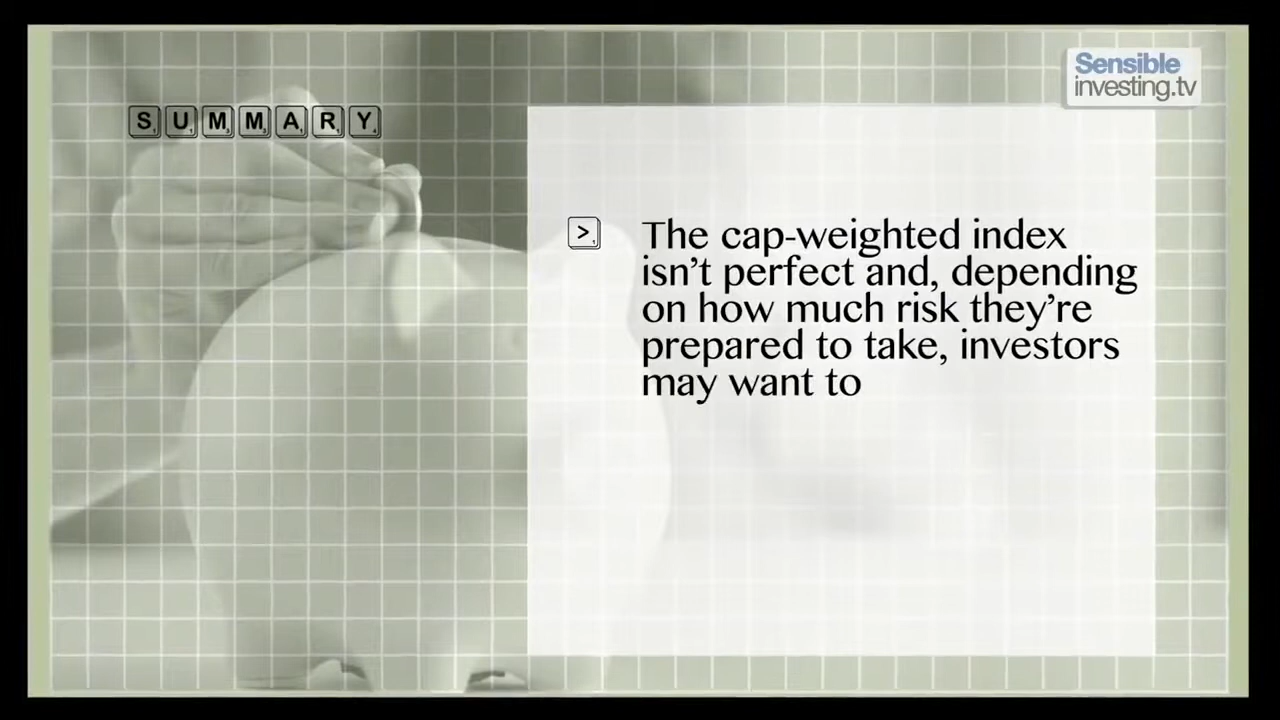 Sensible
investing.tv
SUMMARY
> The cap-weighted index
isn’t perfect and, depending
on how much risk they’re
prepared to take, investors
may want to